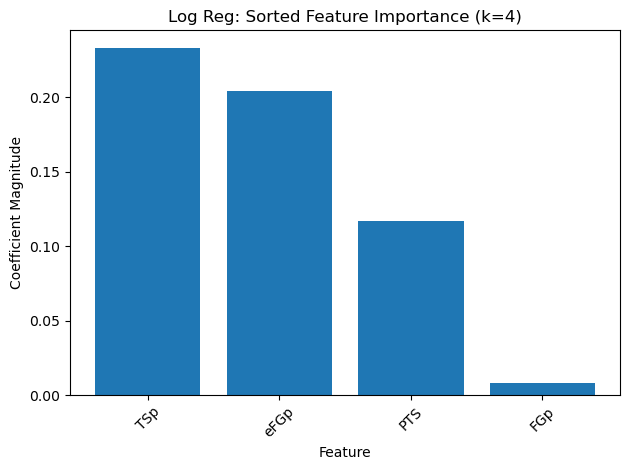 Log Reg: Sorted Feature Importance (k=4)
Coefficient Magnitude
0.20
0.15
0.10
0.05
0.00
TSp
eFGp
PTS
FGp
Feature